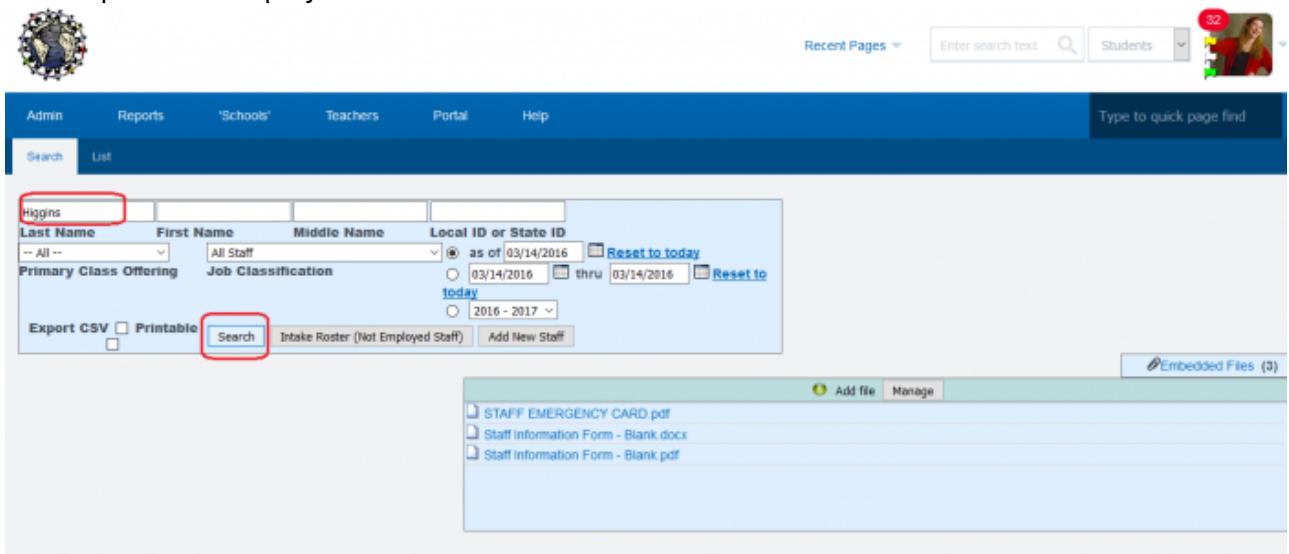 32
Recent Pages Enter search text Students
Admin Reports 'Schools' Teachers Portal Help Type to quick page find
Search List
Higgins
Last Name First Name Middle Name Local ID or State ID
-- All -- All Staff as of 03/14/2016 Reset to today
Primary Class Offering Job Classification 03/14/2016 thru 03/14/2016 Reset to
today
2016 - 2017
Export CSV Printable Search Intake Roster (Not Employed Staff) Add New Staff
Embedded Files (3)
Add file Manage
STAFF EMERGENCY CARD.pdf
Staff Information Form - Blank.docx
Staff Information Form - Blank.pdf